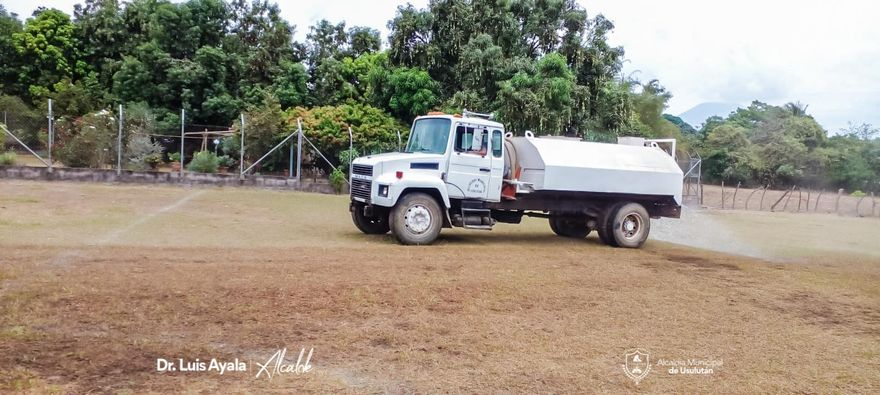 Dr. Luis Ayala Alcalde
Alcaldía Municipal
de Usulután